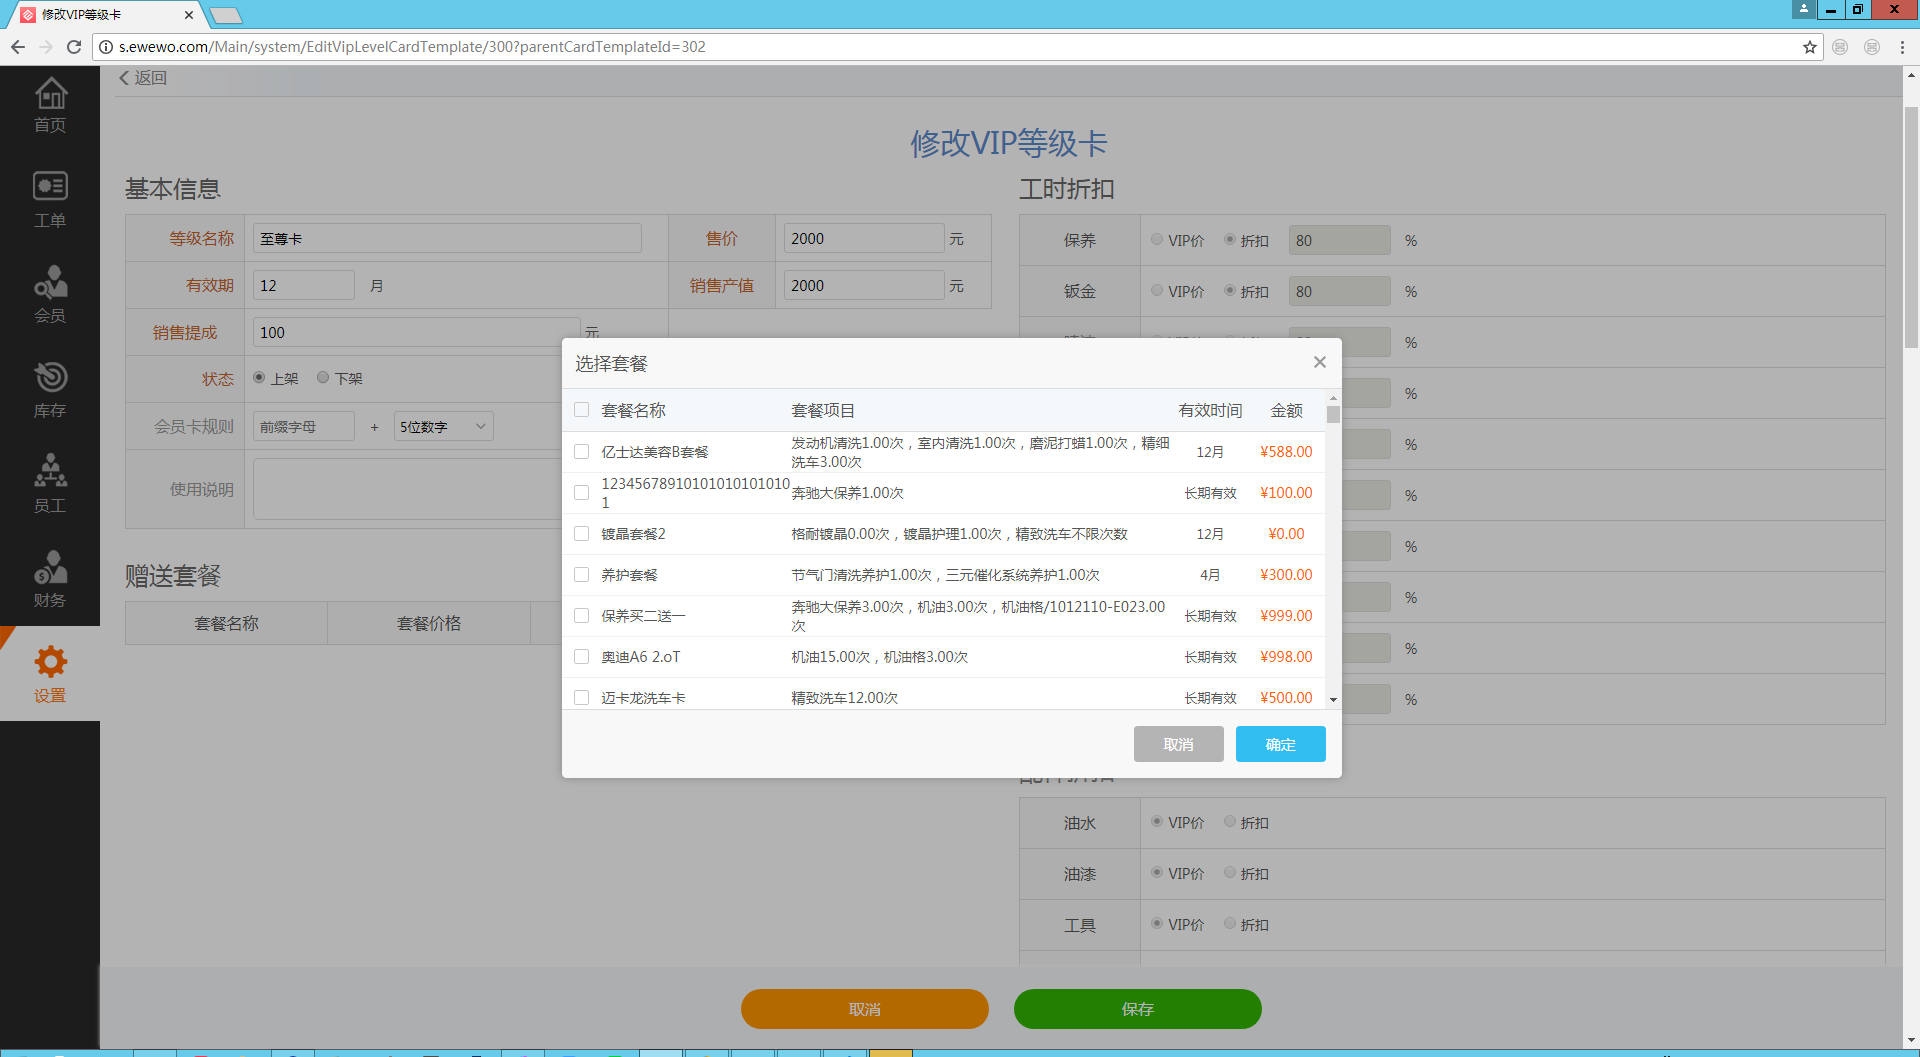 修改VIP等级卡
s.ewewo.com/Main/system/EditVipLevelCardTemplate/300?parentCardTemplateId=302
首页
工单
会员
库存
员工
财务
设置
返回
修改VIP等级卡
基本信息
等级名称 至尊卡 售价 2000 元
有效期 12 月 销售产值 2000 元
销售提成 100 元
状态 上架 下架
会员卡规则 前缀字母 + 5位数字
使用说明
赠送套餐
套餐名称 套餐价格
工时折扣
保养 VIP价 折扣 80 %
钣金 VIP价 折扣 80 %
%
%
%
%
%
%
%
%
选择套餐
套餐名称 套餐项目 有效时间 金额
亿士达美容B套餐 发动机清洗1.00次，室内清洗1.00次，磨泥打蜡1.00次，精细 12月 ¥588.00
洗车3.00次
12345678910101010101010 奔驰大保养1.00次 长期有效 ¥100.00
1
镀晶套餐2 格耐镀晶0.00次，镀晶护理1.00次，精致洗车不限次数 12月 ¥0.00
养护套餐 节气门清洗养护1.00次，三元催化系统养护1.00次 4月 ¥300.00
保养买二送一 奔驰大保养3.00次，机油3.00次，机油格/1012110-E023.00 长期有效 ¥999.00
次
奥迪A6 2.oT 机油15.00次，机油格3.00次 长期有效 ¥998.00
迈卡龙洗车卡 精致洗车12.00次 长期有效 ¥500.00
取消 确定
油水 VIP价 折扣
油漆 VIP价 折扣
工具 VIP价 折扣
取消 保存